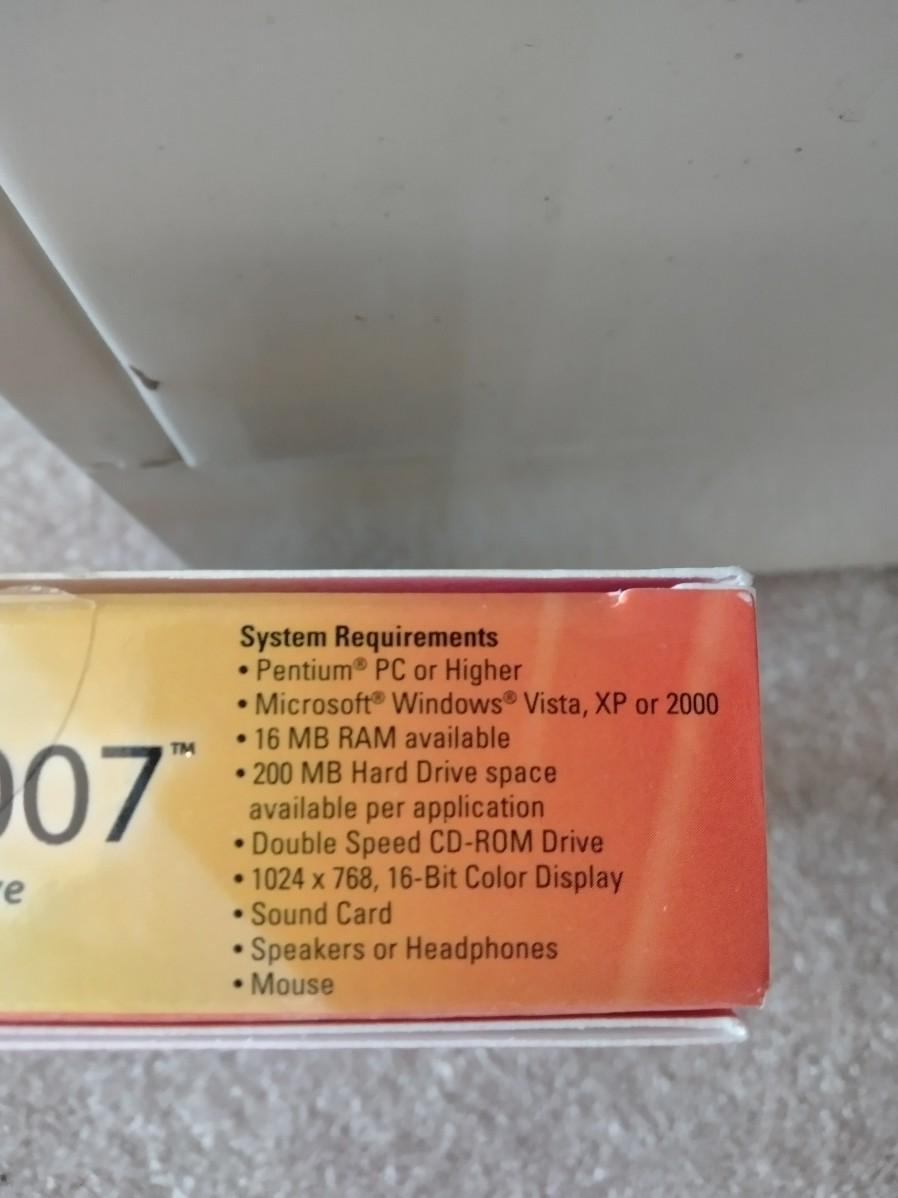 007™
e
System Requirements
• Pentium® PC or Higher
• Microsoft® Windows® Vista, XP or 2000
• 16 MB RAM available
• 200 MB Hard Drive space
available per application
• Double Speed CD-ROM Drive
• 1024 x 768, 16-Bit Color Display
• Sound Card
• Speakers or Headphones
• Mouse